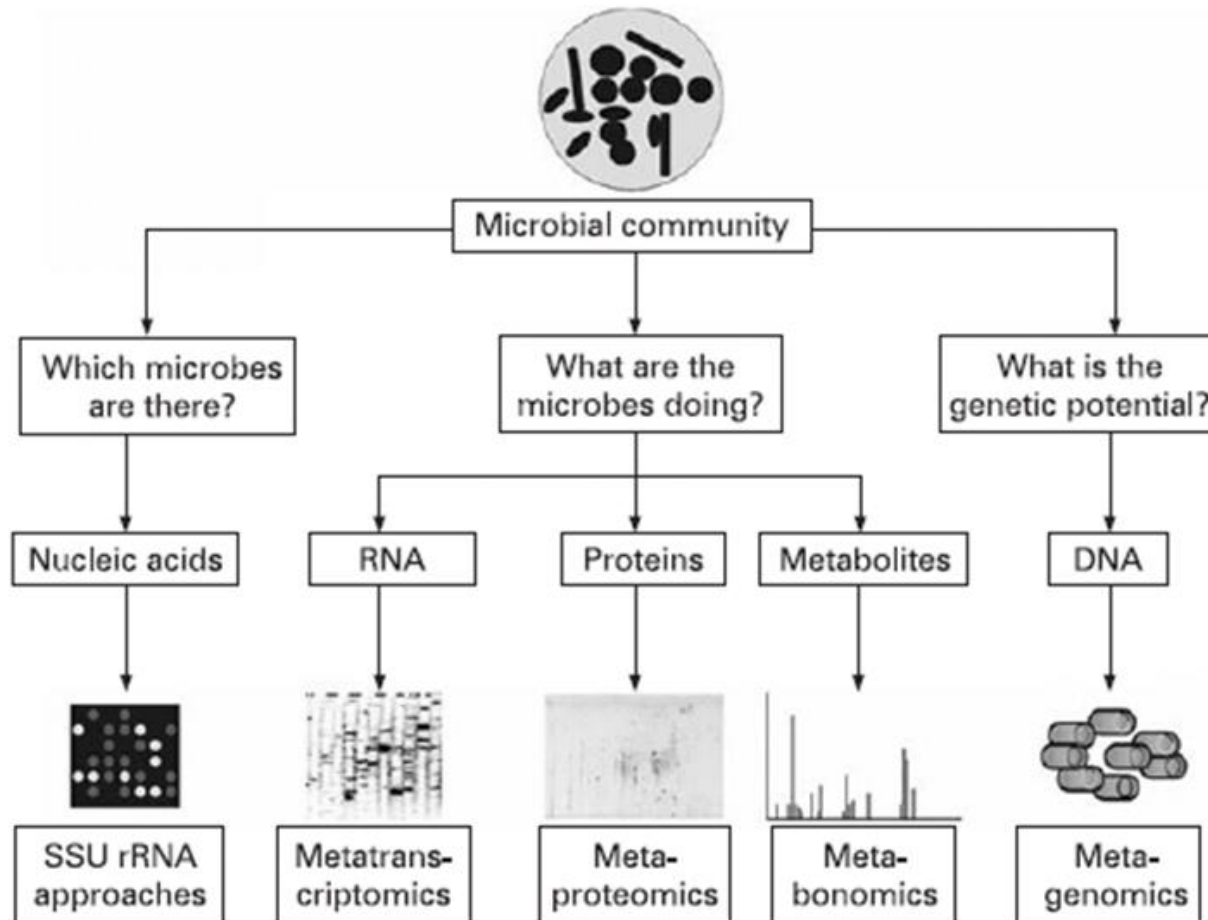 Microbial community
Which microbes
are there?
What are the
microbes doing?
What is the
genetic potential?
Nucleic acids
RNA
Proteins
Metabolites
DNA
SSU rRNA
approaches
Metatrans-
criptomics
Meta-
proteomics
Meta-
bonomics
Meta-
genomics